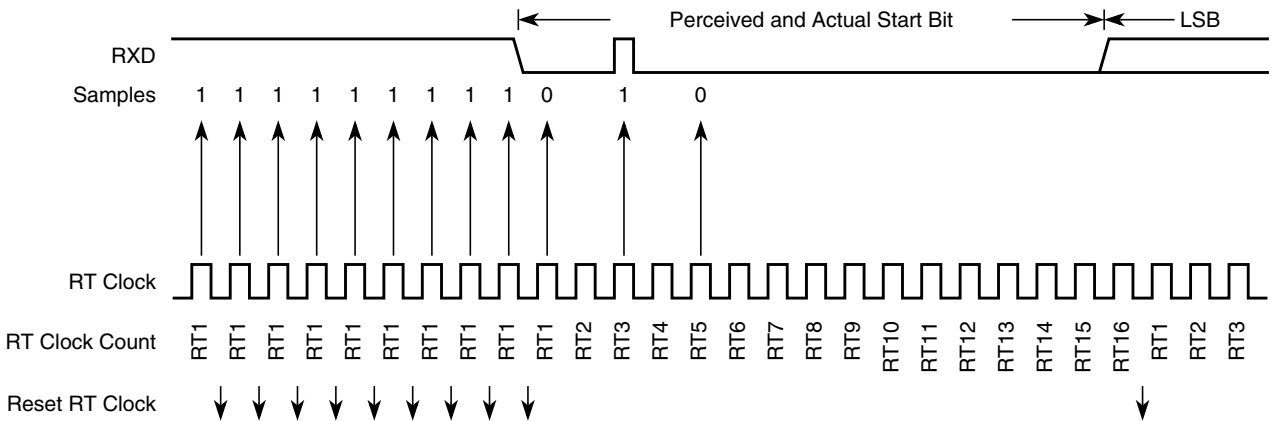 Perceived and Actual Start Bit LSB
RXD
Samples 1 1 1 1 1 1 1 1 1 0 1 0
RT Clock
RT Clock Count RT1 RT1 RT1 RT1 RT1 RT1 RT1 RT1 RT1 RT1 RT2 RT3 RT4 RT5 RT6 RT7 RT8 RT9 RT10 RT11 RT12 RT13 RT14 RT15 RT16 RT1 RT2 RT3
Reset RT Clock